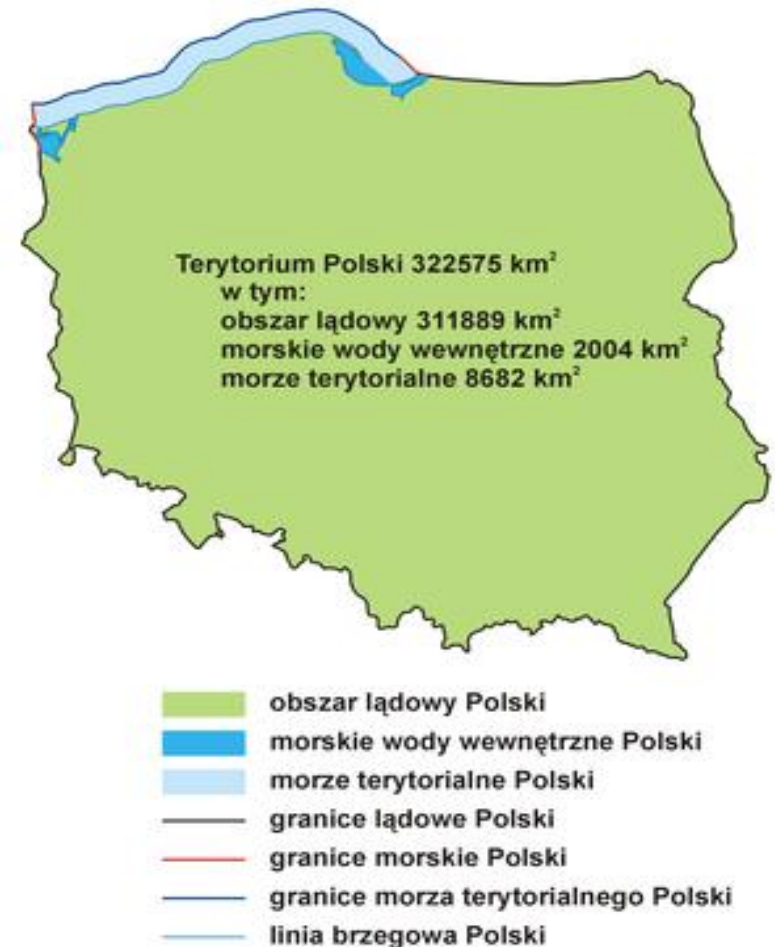 Terytorium Polski 322575 km²
w tym:
obszar lądowy 311889 km²
morskie wody wewnętrzne 2004 km²
morze terytorialne 8682 km²
obszar lądowy Polski
morskie wody wewnętrzne Polski
morze terytorialne Polski
granice lądowe Polski
granice morskie Polski
granice morza terytorialnego Polski
linia brzegowa Polski